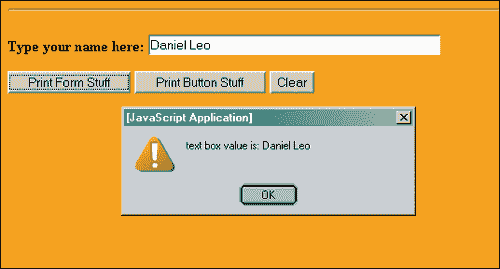 Type your name here: Daniel Leo
Print Form Stuff Print Button Stuff Clear
[JavaScript Application]
text box value is: Daniel Leo
OK